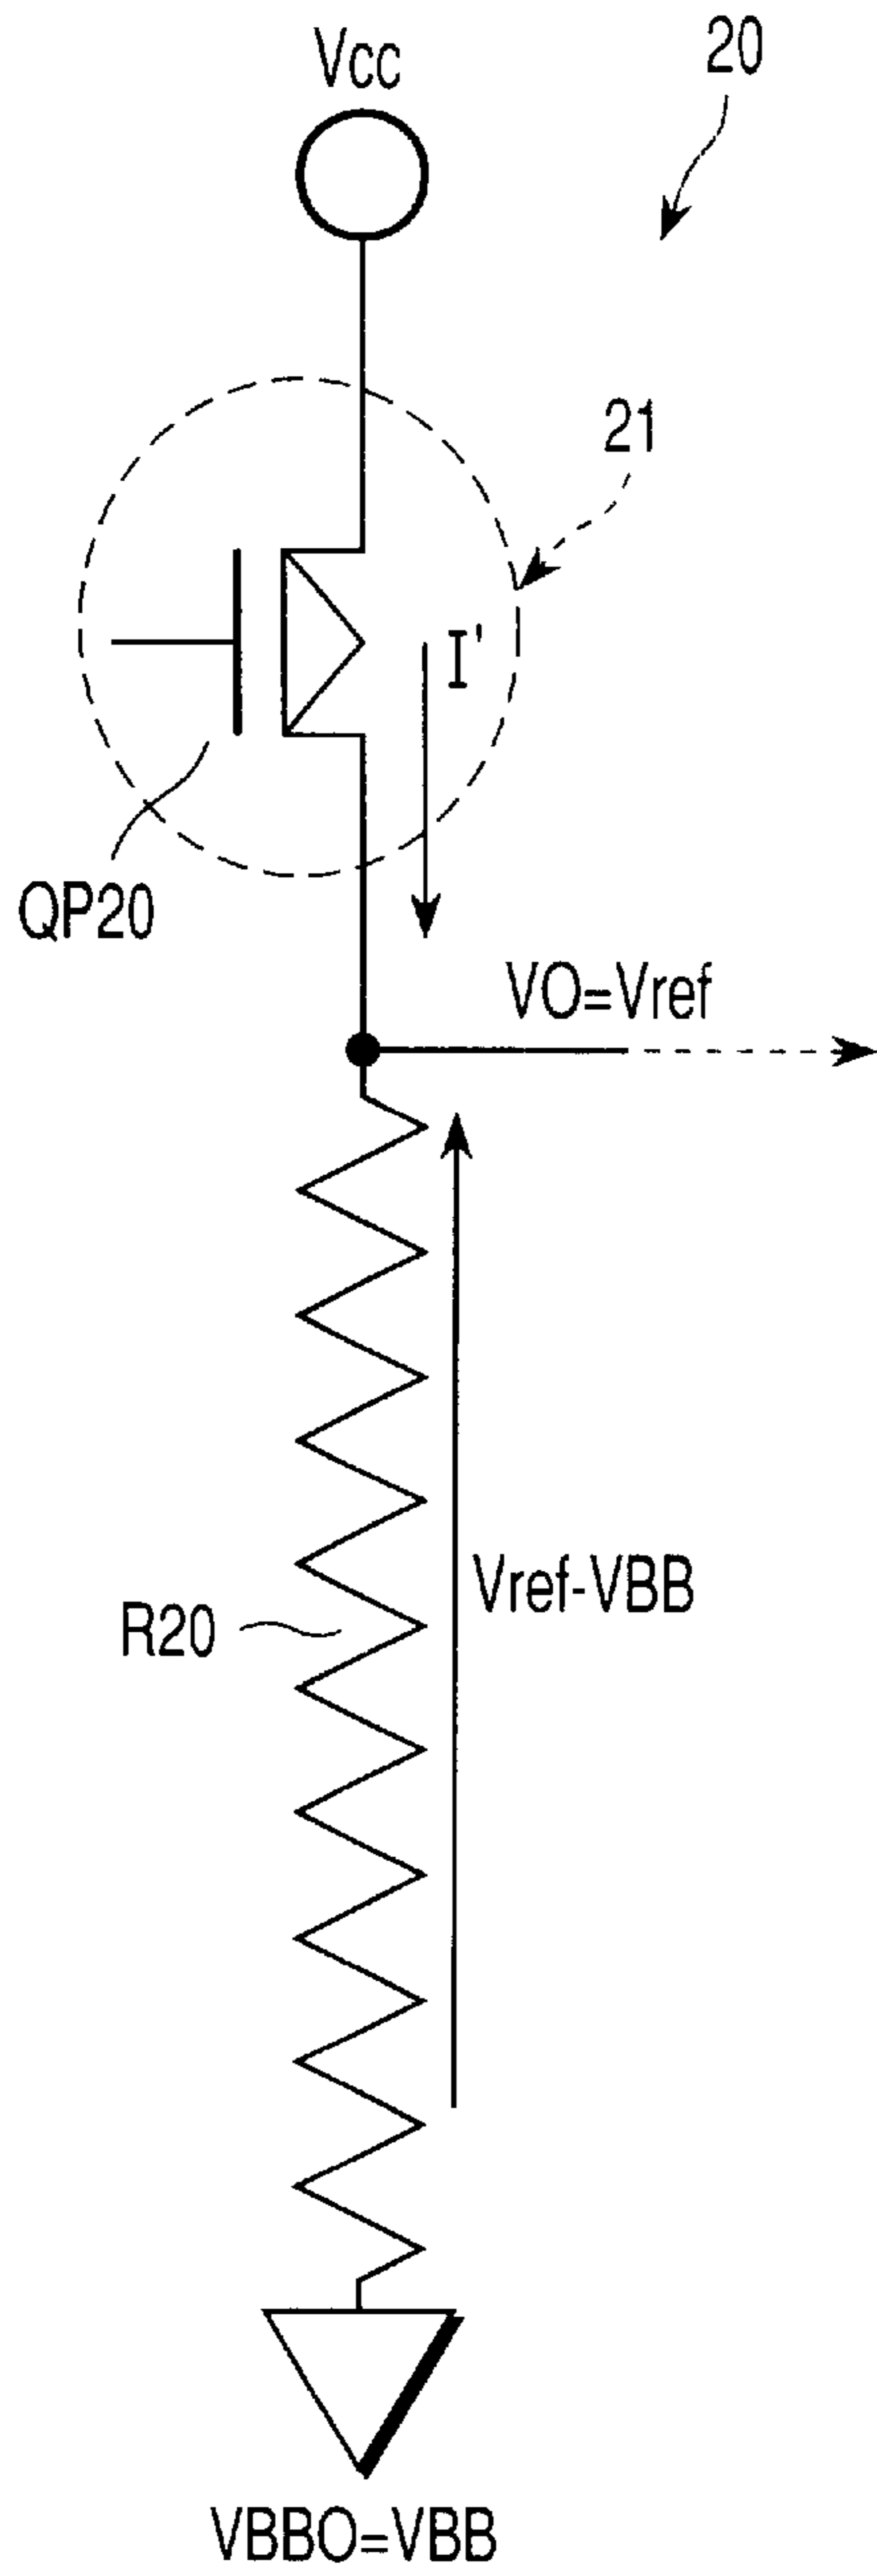 Vcc
20
21
I'
QP20
VO=Vref
Vref-VBB
R20
VBBO=VBB